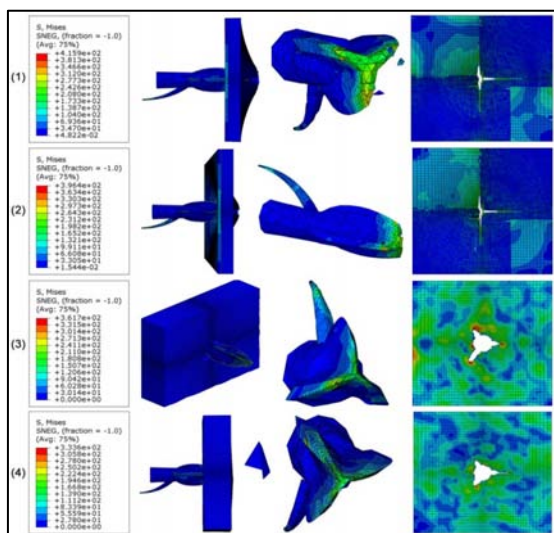 (1)
S, Mises
SNEG, (fraction = -1.0)
(Avg: 75%)
+4.159e+02
+3.813e+02
+3.466e+02
+3.120e+02
+2.773e+02
+2.426e+02
+2.080e+02
+1.733e+02
+1.387e+02
+1.040e+02
+6.936e+01
+3.470e+01
+4.822e-02
(2)
S, Mises
SNEG, (fraction = -1.0)
(Avg: 75%)
+3.964e+02
+3.634e+02
+3.303e+02
+2.973e+02
+2.643e+02
+2.312e+02
+1.982e+02
+1.652e+02
+1.321e+02
+9.911e+01
+6.608e+01
+3.305e+01
+1.544e-02
(3)
S, Mises
SNEG, (fraction = -1.0)
(Avg: 75%)
+3.617e+02
+3.315e+02
+3.014e+02
+2.713e+02
+2.411e+02
+2.110e+02
+1.808e+02
+1.507e+02
+1.206e+02
+9.042e+01
+6.028e+01
+3.014e+01
+0.000e+00
(4)
S, Mises
SNEG, (fraction = -1.0)
(Avg: 75%)
+3.336e+02
+3.058e+02
+2.780e+02
+2.502e+02
+2.224e+02
+1.946e+02
+1.668e+02
+1.390e+02
+1.112e+02
+8.339e+01
+5.559e+01
+2.780e+01
+0.000e+00